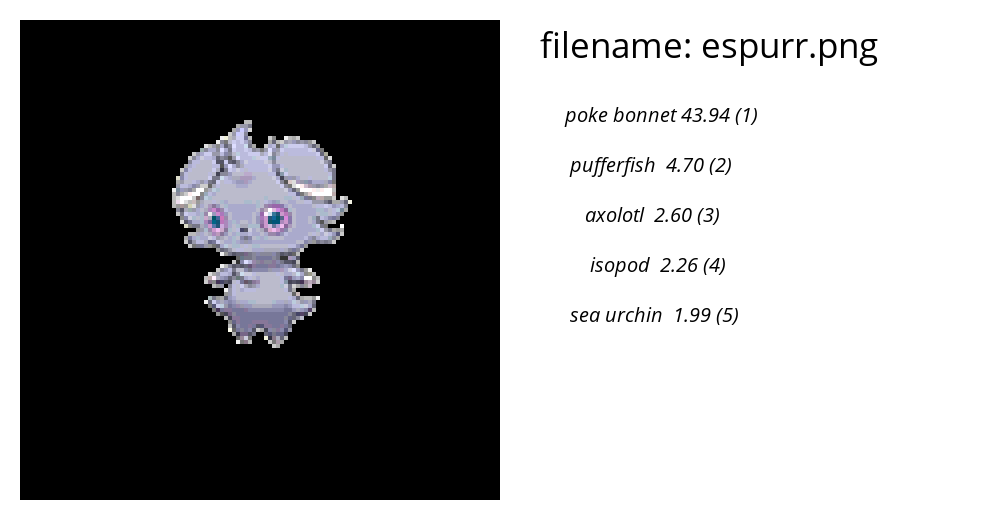 filename: espurr.png
poke bonnet 43.94 (1)
pufferfish 4.70 (2)
axolotl 2.60 (3)
isopod 2.26 (4)
sea urchin 1.99 (5)